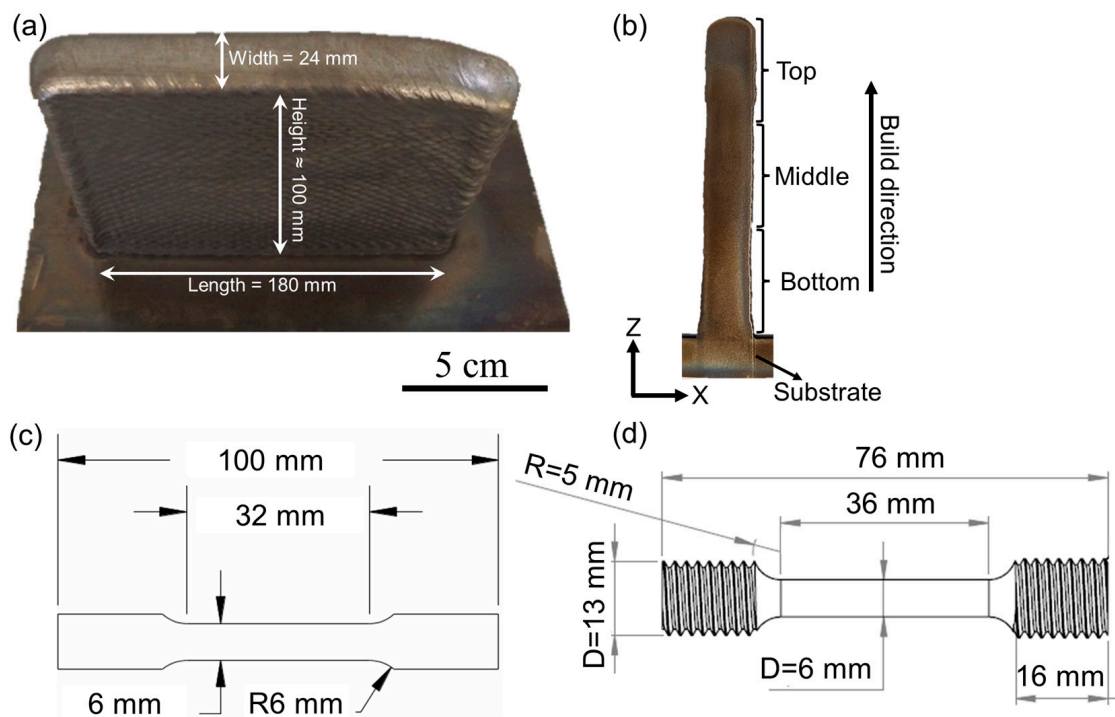 (a)
Width = 24 mm
Height ≈ 100 mm
Length = 180 mm
5 cm
(b)
Top
Middle
Bottom
Build direction
Z
X
Substrate
(c)
100 mm
32 mm
6 mm
R6 mm
(d)
76 mm
R=5 mm
36 mm
D=13 mm
D=6 mm
16 mm